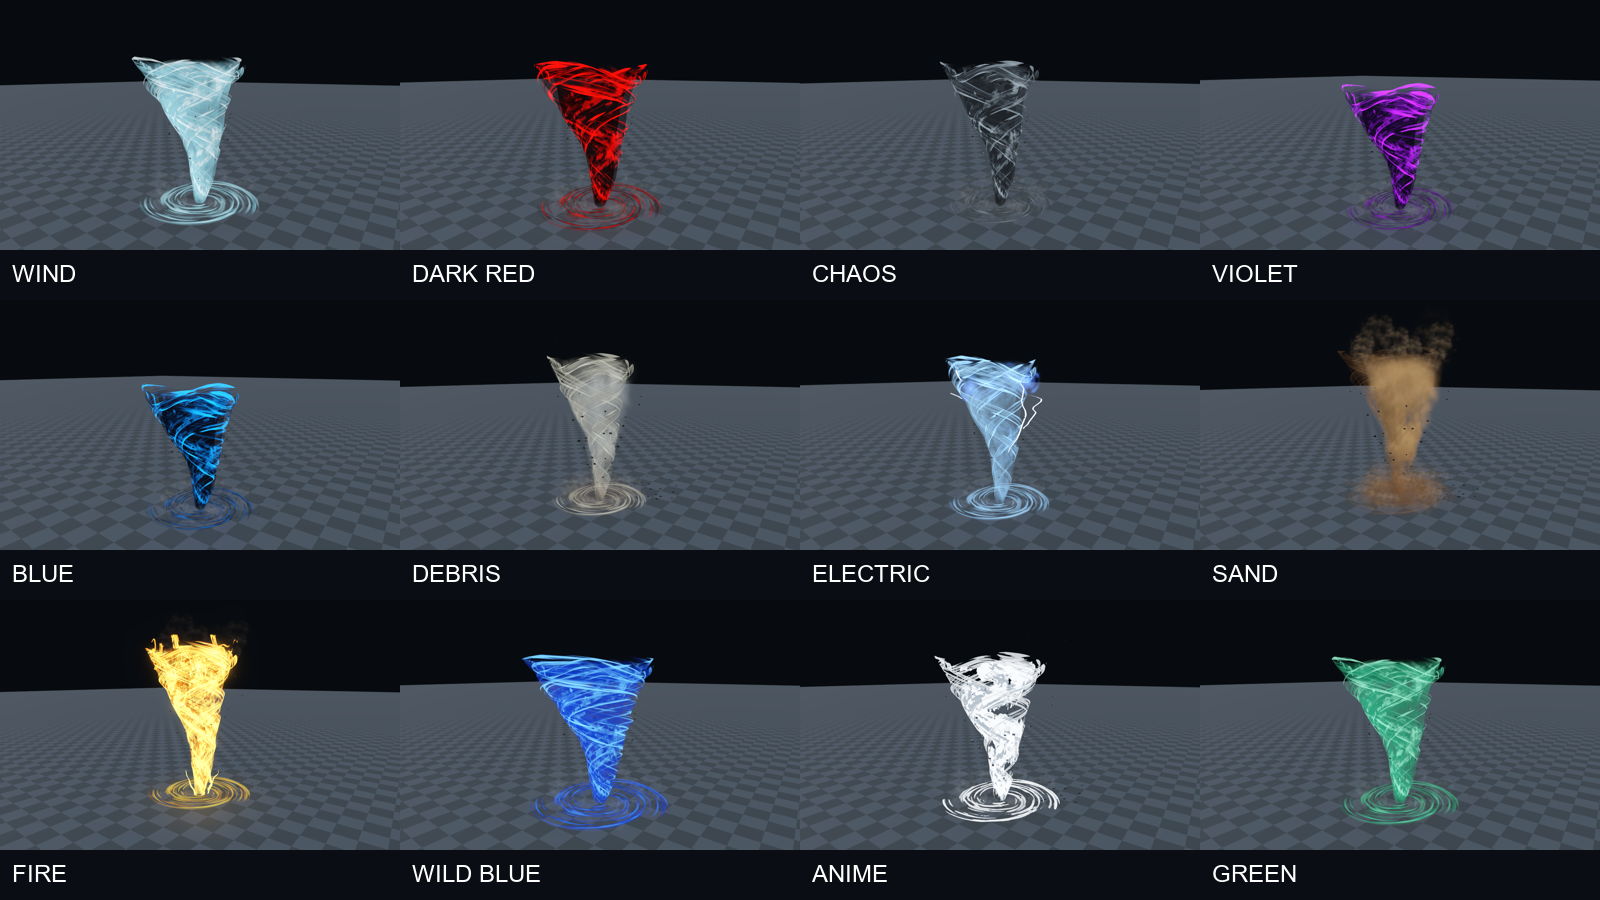 WIND
DARK RED
CHAOS
VIOLET
BLUE
DEBRIS
ELECTRIC
SAND
FIRE
WILD BLUE
ANIME
GREEN